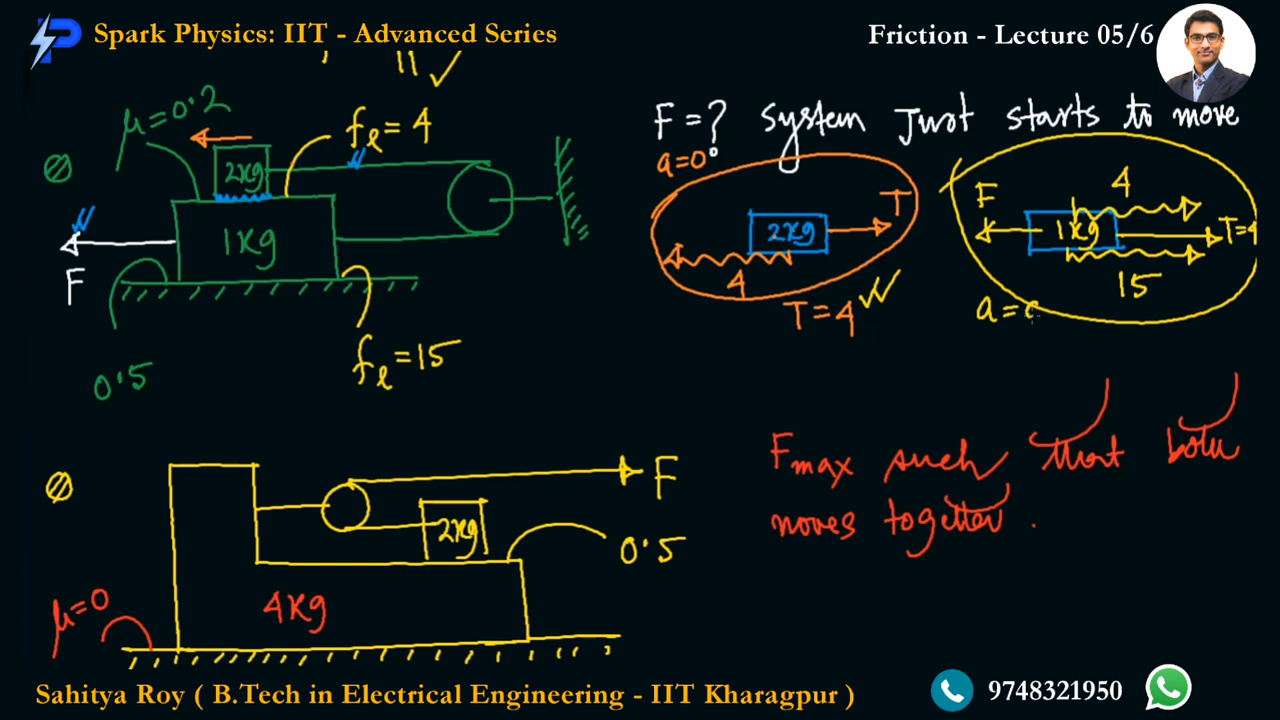 Spark Physics: IIT - Advanced Series
Friction - Lecture 05/6
μ=0.2
fℓ = 4
2kg
1kg
F
0.5
fℓ = 15
F = ? system just starts to move
a=0
2kg
T
4
T = 4
F
4
1kg
T=4
15
a =
F
2kg
0.5
4kg
μ=0
Fmax such that both
moves together .
Sahitya Roy ( B.Tech in Electrical Engineering - IIT Kharagpur )
9748321950